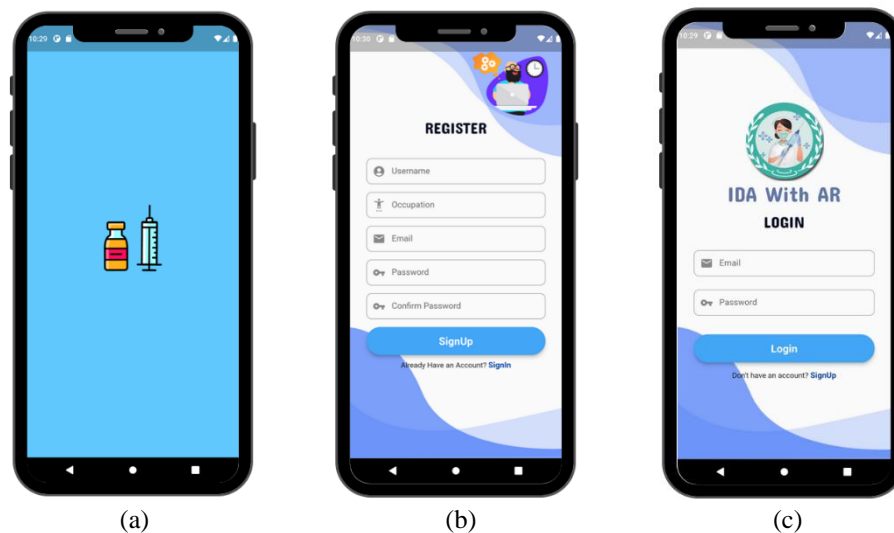 10:29
10:30
10:29
REGISTER
Username
Occupation
Email
Password
Confirm Password
SignUp
Already Have an Account? SignIn
IDA With AR
LOGIN
Email
Password
Login
Don't have an account? SignUp
(a)
(b)
(c)